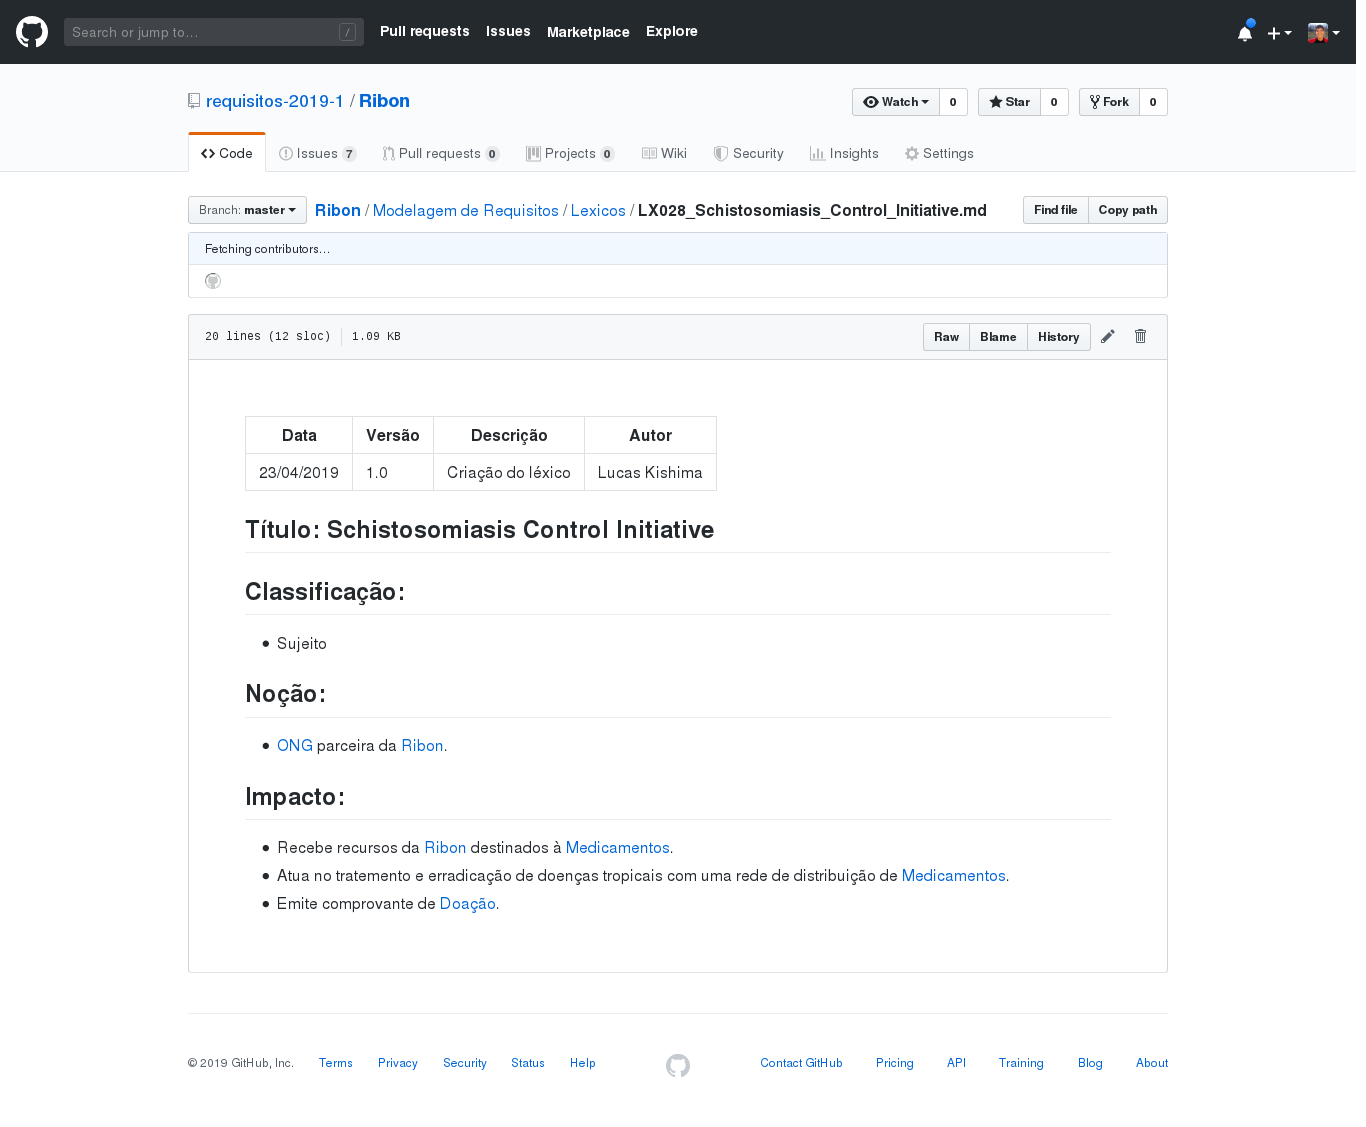 Search or jump to... /
Pull requests Issues Marketplace Explore
requisitos-2019-1 / Ribon
Watch 0 Star 0 Fork 0
Code Issues 7 Pull requests 0 Projects 0 Wiki Security Insights Settings
Branch: master Ribon / Modelagem de Requisitos / Lexicos / LX028_Schistosomiasis_Control_Initiative.md Find file Copy path
Fetching contributors...
20 lines (12 sloc) 1.09 KB Raw Blame History
Data Versão Descrição Autor
23/04/2019 1.0 Criação do léxico Lucas Kishima
Título: Schistosomiasis Control Initiative
Classificação:
• Sujeito
Noção:
• ONG parceira da Ribon.
Impacto:
• Recebe recursos da Ribon destinados à Medicamentos.
• Atua no tratemento e erradicação de doenças tropicais com uma rede de distribuição de Medicamentos.
• Emite comprovante de Doação.
© 2019 GitHub, Inc. Terms Privacy Security Status Help Contact GitHub Pricing API Training Blog About